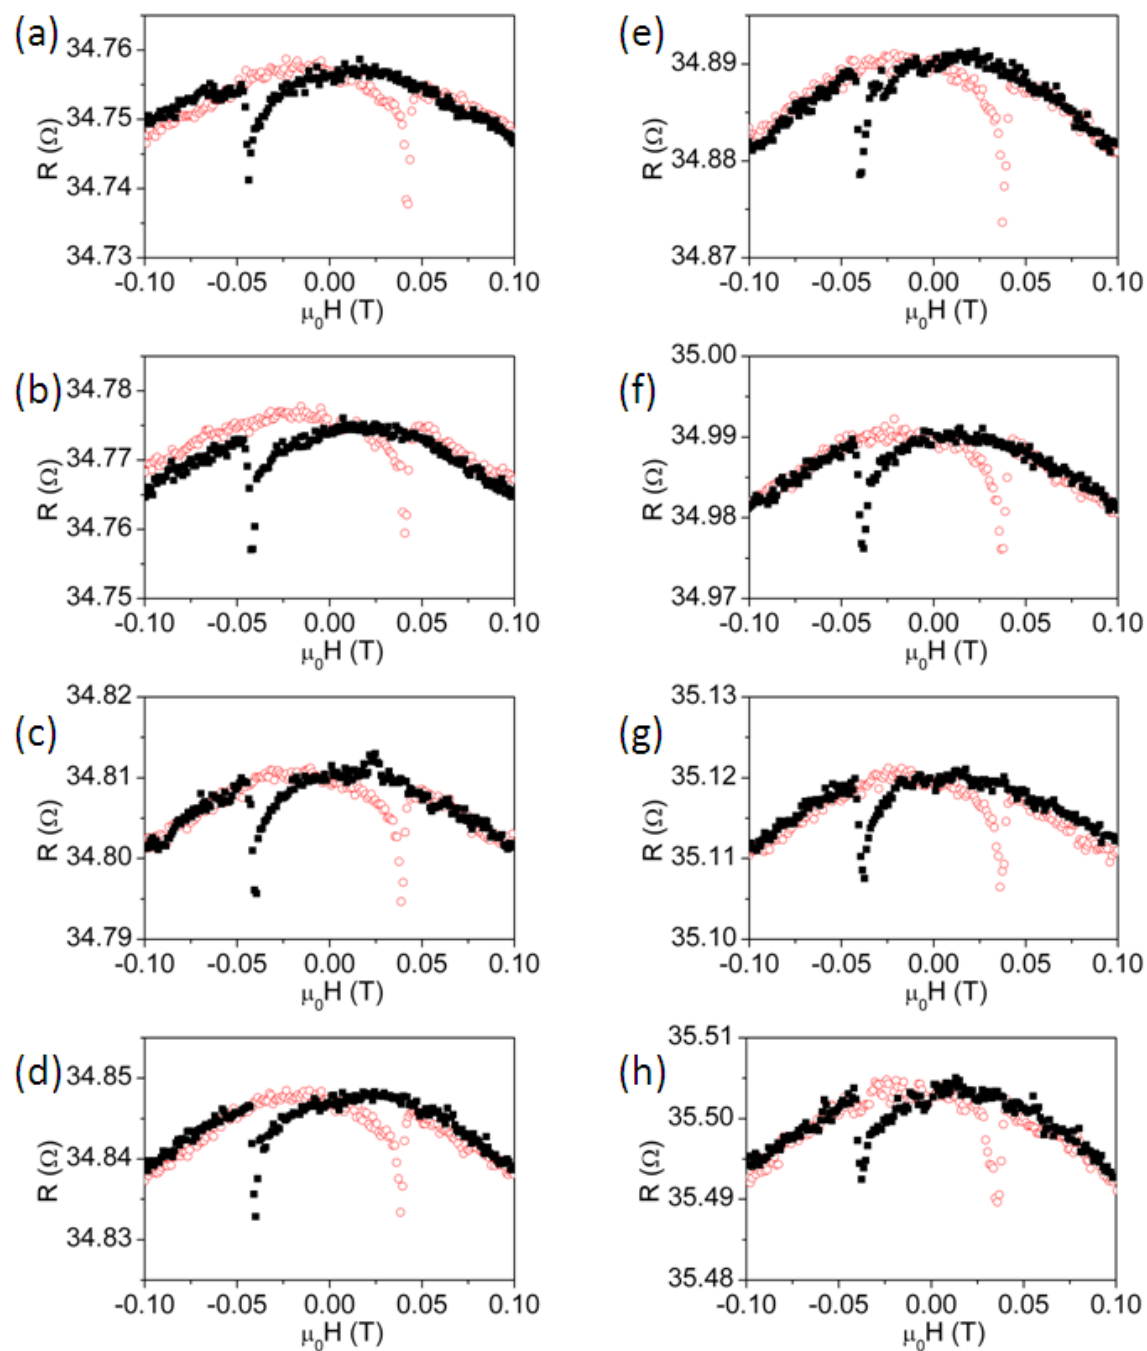 (a)
34.76
34.75
34.74
34.73
R (Ω)
-0.10 -0.05 0.00 0.05 0.10
μ₀H (T)
(e)
34.89
34.88
34.87
R (Ω)
-0.10 -0.05 0.00 0.05 0.10
μ₀H (T)
(b)
34.78
34.77
34.76
34.75
R (Ω)
-0.10 -0.05 0.00 0.05 0.10
μ₀H (T)
(f)
35.00
34.99
34.98
34.97
R (Ω)
-0.10 -0.05 0.00 0.05 0.10
μ₀H (T)
(c)
34.82
34.81
34.80
34.79
R (Ω)
-0.10 -0.05 0.00 0.05 0.10
μ₀H (T)
(g)
35.13
35.12
35.11
35.10
R (Ω)
-0.10 -0.05 0.00 0.05 0.10
μ₀H (T)
(d)
34.85
34.84
34.83
R (Ω)
-0.10 -0.05 0.00 0.05 0.10
μ₀H (T)
(h)
35.51
35.50
35.49
35.48
R (Ω)
-0.10 -0.05 0.00 0.05 0.10
μ₀H (T)